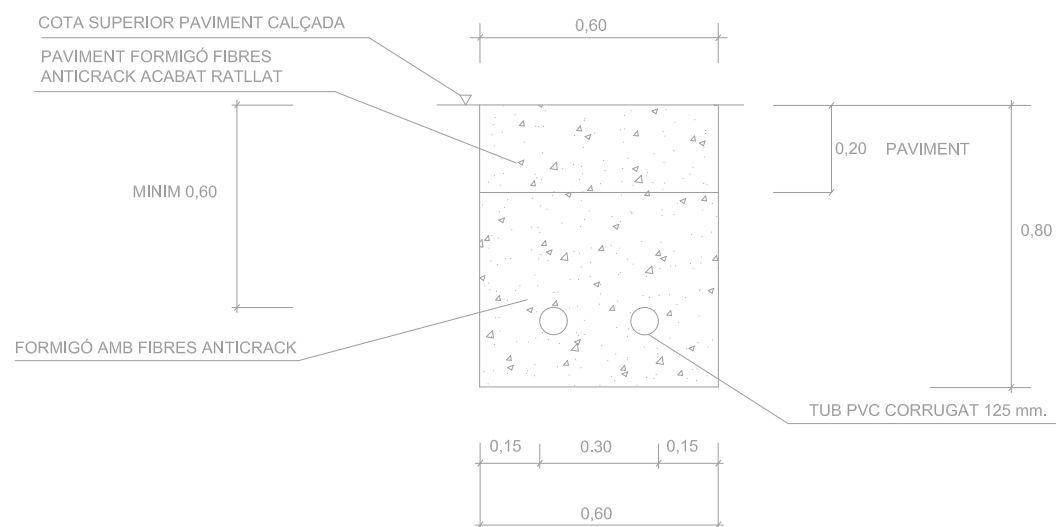 COTA SUPERIOR PAVIMENT CALÇADA
0,60
PAVIMENT FORMIGÓ FIBRES
ANTICRACK ACABAT RATLLAT
0,20 PAVIMENT
MINIM 0,60
0,80
FORMIGÓ AMB FIBRES ANTICRACK
TUB PVC CORRUGAT 125 mm.
0,15 0.30 0,15
0,60